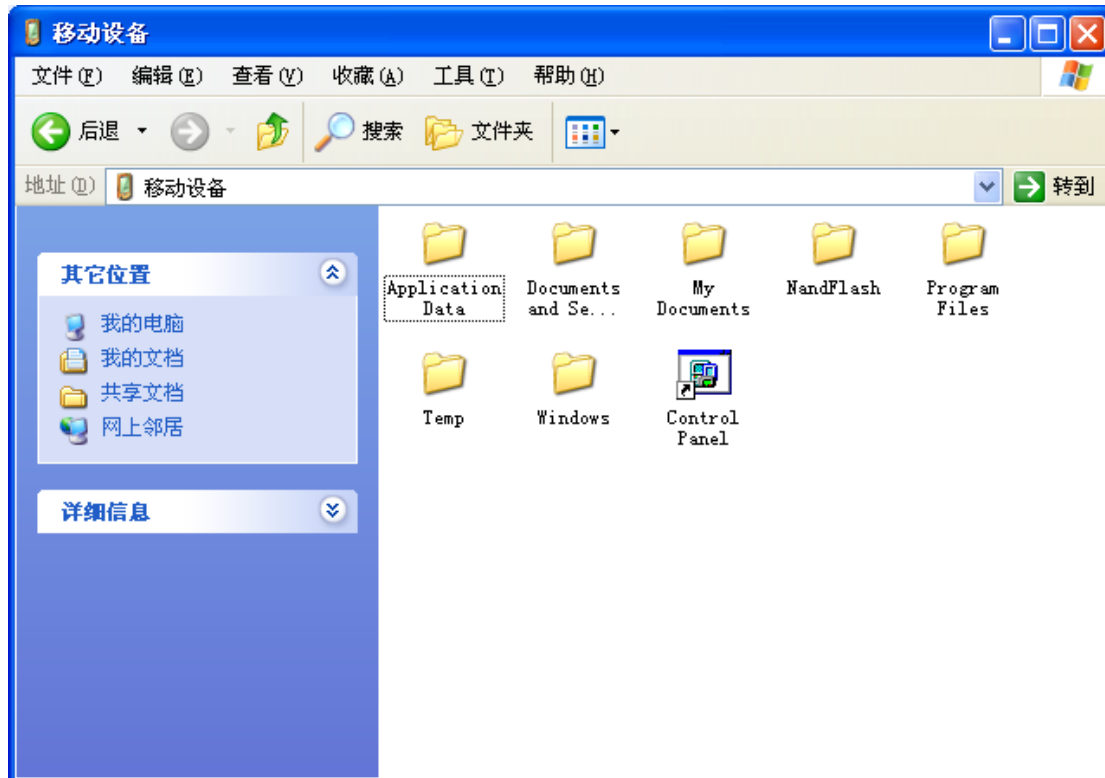 移动设备
文件(F) 编辑(E) 查看(V) 收藏(A) 工具(T) 帮助(H)
后退 搜索 文件夹
地址(D) 移动设备 转到
其它位置
我的电脑
我的文档
共享文档
网上邻居
详细信息
Application
Data
Documents
and Se...
My
Documents
NandFlash
Program
Files
Temp
Windows
Control
Panel